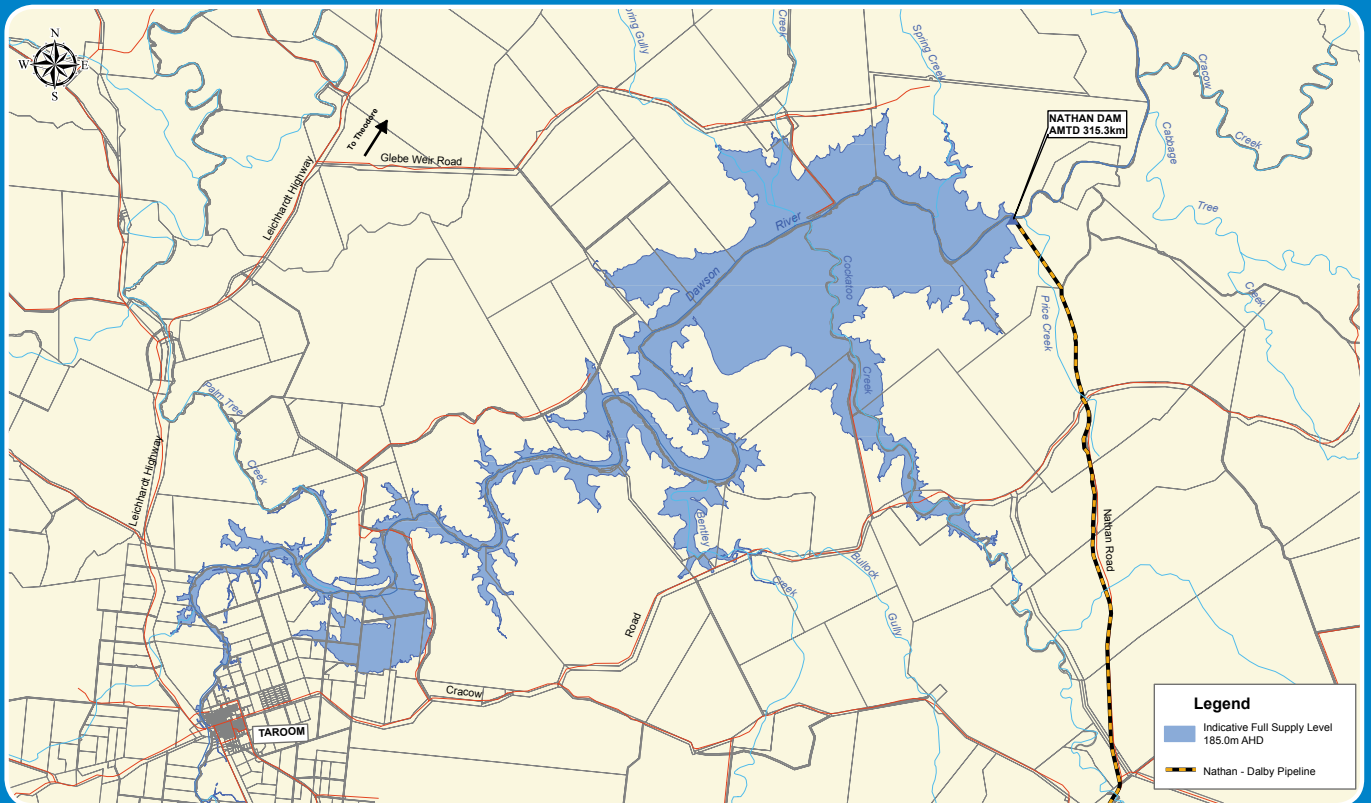 N
W E
S
Spring Gully
Creek
Spring Creek
Cracow
Creek
To Theodore
Glebe Weir Road
Leichhardt Highway
NATHAN DAM
AMTD 315.3km
Cabbage
Tree
Creek
Dawson River
Cockatoo
Creek
Price Creek
Palm Tree
Creek
Leichhardt Highway
Bentley
Creek
Bullock
Gully
Nathan Road
Cracow
Road
TAROOM
Legend
Indicative Full Supply Level
185.0m AHD
Nathan - Dalby Pipeline